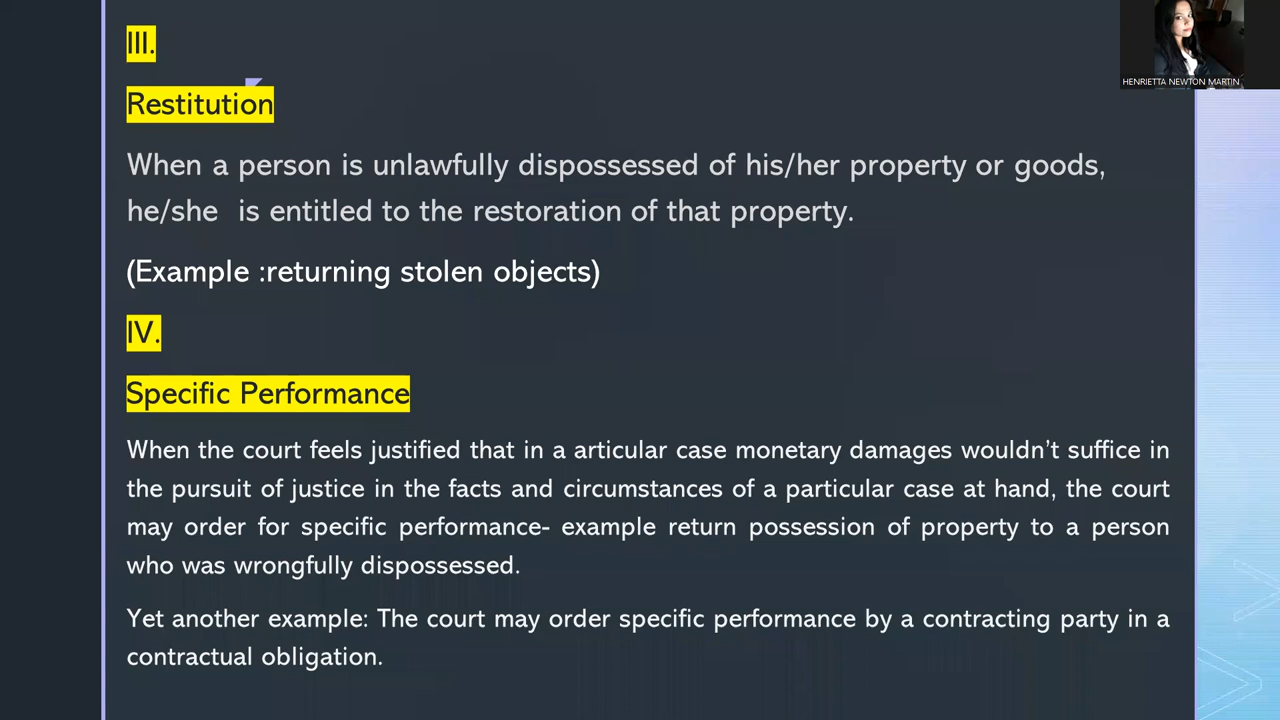 III.
HENRIETTA NEWTON MARTIN
Restitution
When a person is unlawfully dispossessed of his/her property or goods,
he/she is entitled to the restoration of that property.
(Example :returning stolen objects)
IV.
Specific Performance
When the court feels justified that in a articular case monetary damages wouldn't suffice in
the pursuit of justice in the facts and circumstances of a particular case at hand, the court
may order for specific performance- example return possession of property to a person
who was wrongfully dispossessed.
Yet another example: The court may order specific performance by a contracting party in a
contractual obligation.